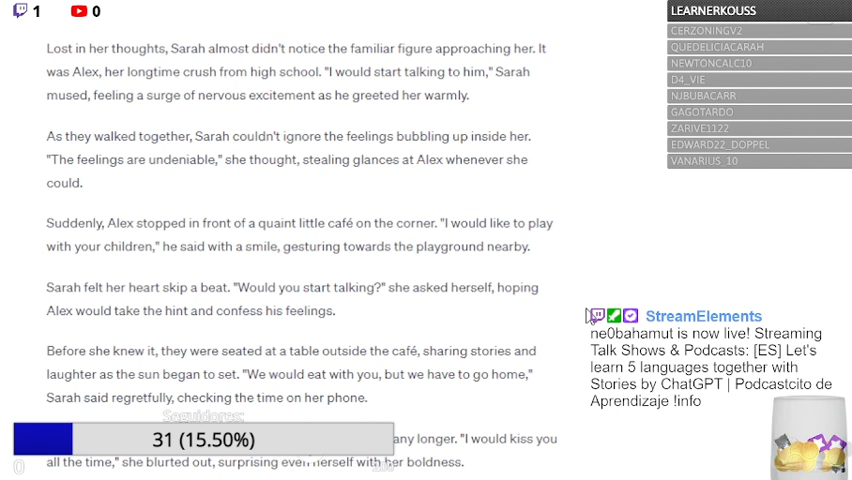 1
0
Lost in her thoughts, Sarah almost didn't notice the familiar figure approaching her. It
was Alex, her longtime crush from high school. "I would start talking to him," Sarah
mused, feeling a surge of nervous excitement as he greeted her warmly.
As they walked together, Sarah couldn't ignore the feelings bubbling up inside her.
"The feelings are undeniable," she thought, stealing glances at Alex whenever she
could.
Suddenly, Alex stopped in front of a quaint little café on the corner. "I would like to play
with your children," he said with a smile, gesturing towards the playground nearby.
Sarah felt her heart skip a beat. "Would you start talking?" she asked herself, hoping
Alex would take the hint and confess his feelings.
Before she knew it, they were seated at a table outside the café, sharing stories and
laughter as the sun began to set. "We would eat with you, but we have to go home,"
Sarah said regretfully, checking the time on her phone.
Seguidores:
31 (15.50%)
0
any longer. "I would kiss you
all the time," she blurted out, surprising even herself with her boldness.
LEARNERKOUSS
CERZONINGV2
QUEDELICIACARAH
NEWTONCALC10
D4_VIE
NJBUBACARR
GAGOTARDO
ZARIVE1122
EDWARD22_DOPPEL
VANARIUS_10
StreamElements
ne0bahamut is now live! Streaming
Talk Shows & Podcasts: [ES] Let's
learn 5 languages together with
Stories by ChatGPT | Podcastcito de
Aprendizaje !info